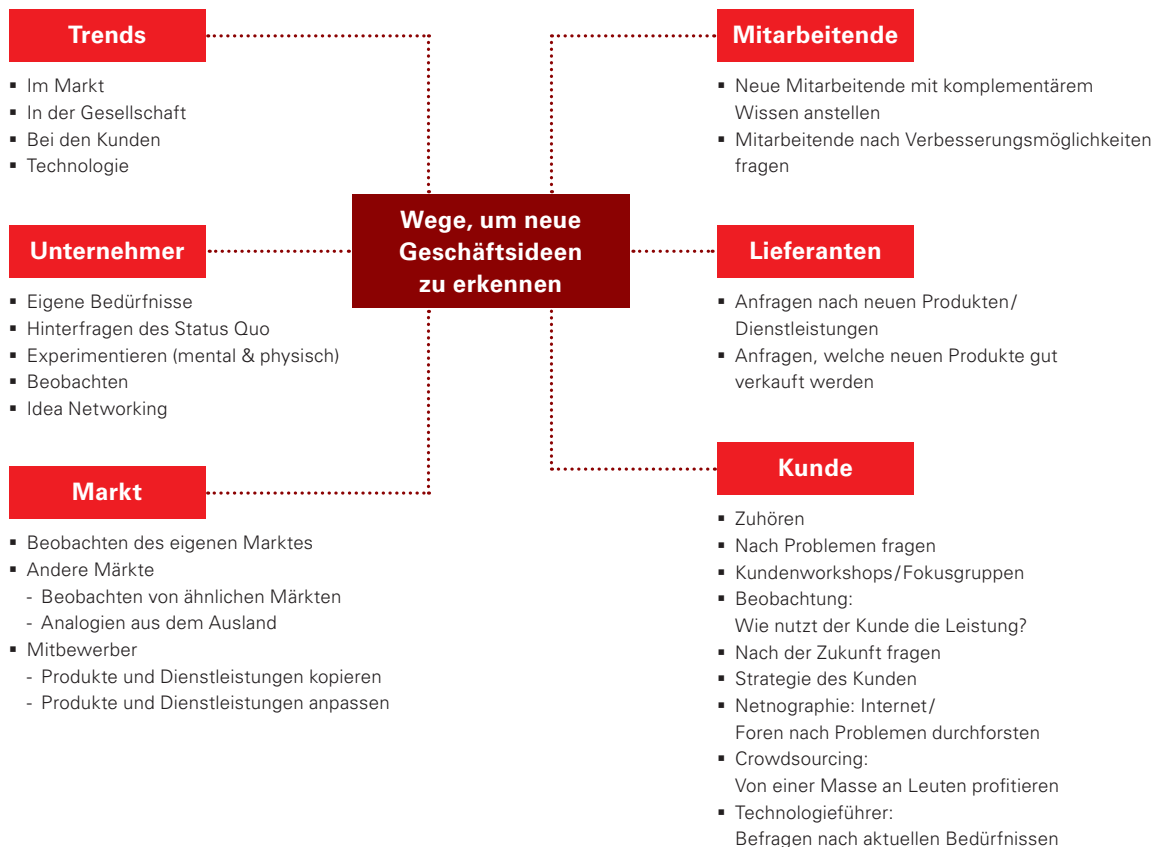 Trends
▪ Im Markt
▪ In der Gesellschaft
▪ Bei den Kunden
▪ Technologie
Unternehmer
▪ Eigene Bedürfnisse
▪ Hinterfragen des Status Quo
▪ Experimentieren (mental & physisch)
▪ Beobachten
▪ Idea Networking
Markt
▪ Beobachten des eigenen Marktes
▪ Andere Märkte
- Beobachten von ähnlichen Märkten
- Analogien aus dem Ausland
▪ Mitbewerber
- Produkte und Dienstleistungen kopieren
- Produkte und Dienstleistungen anpassen
Wege, um neue
Geschäftsideen
zu erkennen
Mitarbeitende
▪ Neue Mitarbeitende mit komplementärem
Wissen anstellen
▪ Mitarbeitende nach Verbesserungsmöglichkeiten
fragen
Lieferanten
▪ Anfragen nach neuen Produkten/
Dienstleistungen
▪ Anfragen, welche neuen Produkte gut
verkauft werden
Kunde
▪ Zuhören
▪ Nach Problemen fragen
▪ Kundenworkshops/Fokusgruppen
▪ Beobachtung:
Wie nutzt der Kunde die Leistung?
▪ Nach der Zukunft fragen
▪ Strategie des Kunden
▪ Netnographie: Internet/
Foren nach Problemen durchforsten
▪ Crowdsourcing:
Von einer Masse an Leuten profitieren
▪ Technologieführer:
Befragen nach aktuellen Bedürfnissen